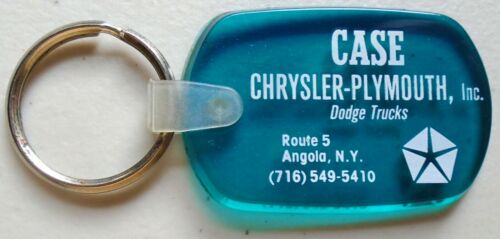 CASE
CHRYSLER-PLYMOUTH, Inc.
Dodge Trucks
Route 5
Angola, N.Y.
(716) 549-5410